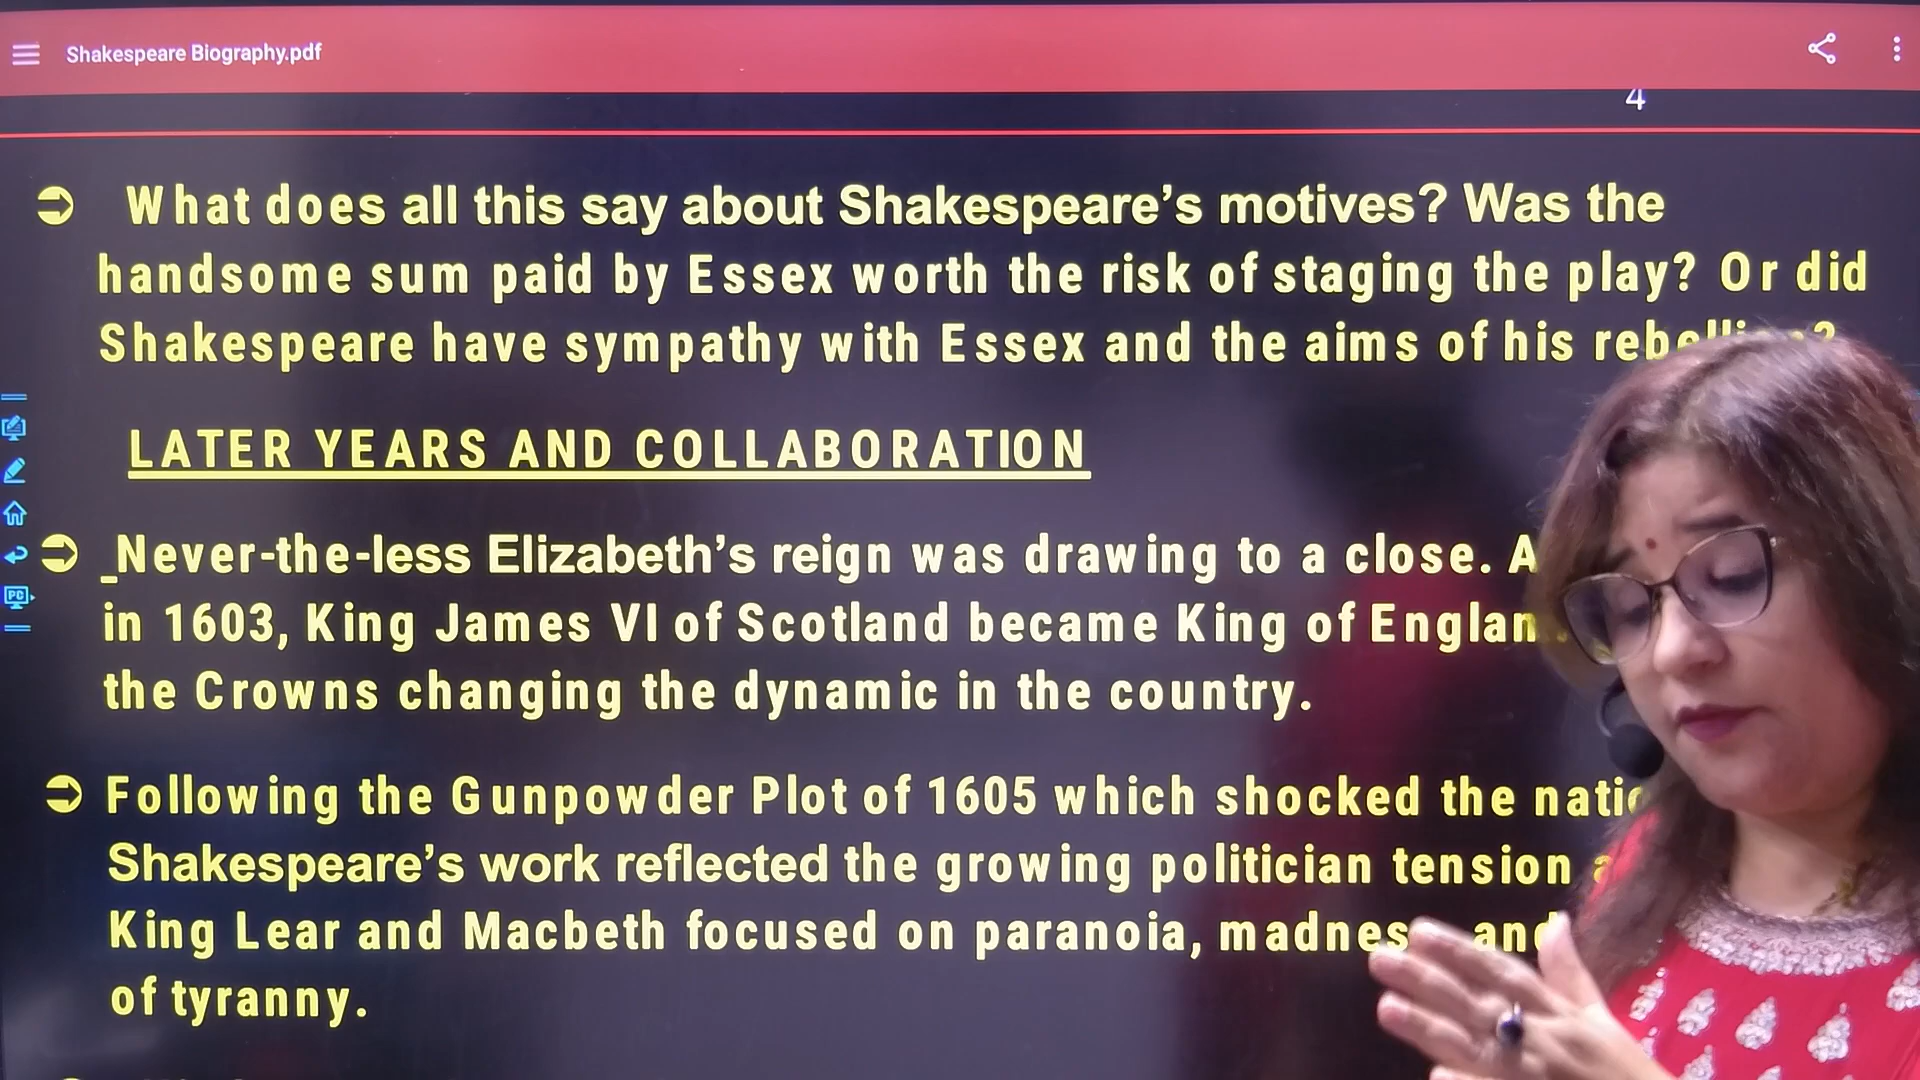 Shakespeare Biography.pdf
4
What does all this say about Shakespeare’s motives? Was the
handsome sum paid by Essex worth the risk of staging the play? Or did
Shakespeare have sympathy with Essex and the aims of his
LATER YEARS AND COLLABORATION
_Never-the-less Elizabeth’s reign was drawing to a close. A
in 1603, King James VI of Scotland became King of
the Crowns changing the dynamic in the country.
Following the Gunpowder Plot of 1605 which shocked the
Shakespeare’s work reflected the growing politician tension
King Lear and Macbeth focused on paranoia, and
of tyranny.
PC